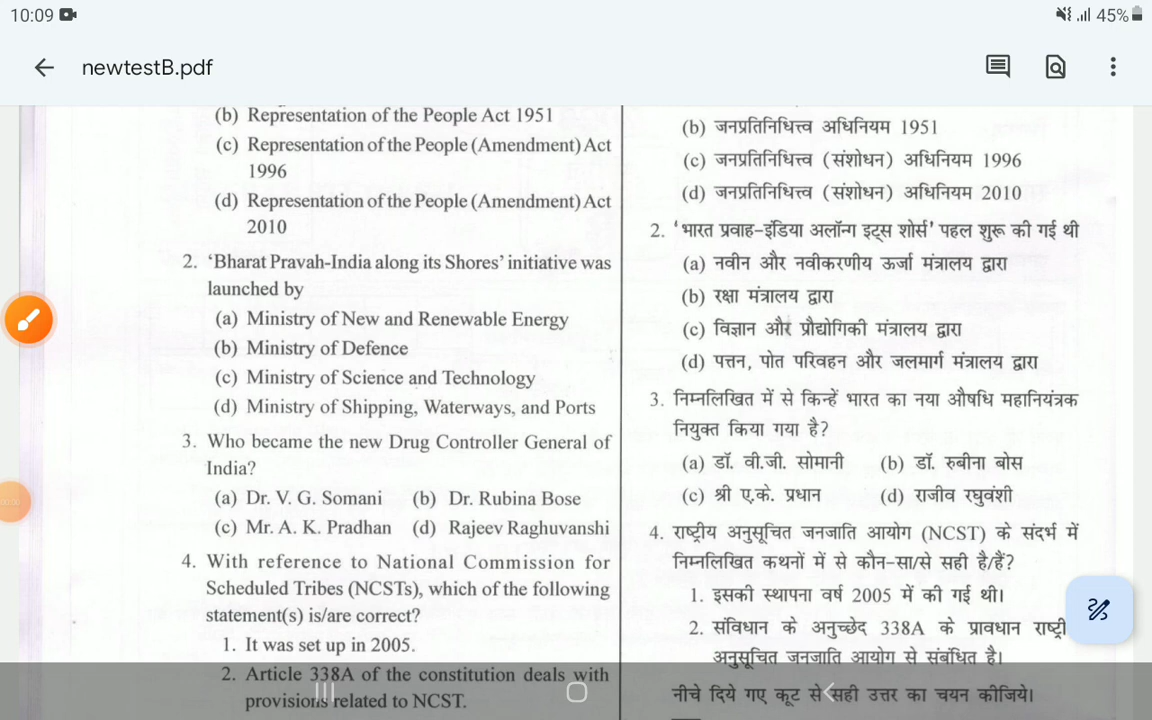 10:09
45%
newtestB.pdf
(b) Representation of the People Act 1951
(c) Representation of the People (Amendment) Act
1996
(d) Representation of the People (Amendment) Act
2010
2. ‘Bharat Pravah-India along its Shores’ initiative was
launched by
(a) Ministry of New and Renewable Energy
(b) Ministry of Defence
(c) Ministry of Science and Technology
(d) Ministry of Shipping, Waterways, and Ports
3. Who became the new Drug Controller General of
India?
(a) Dr. V. G. Somani (b) Dr. Rubina Bose
(c) Mr. A. K. Pradhan (d) Rajeev Raghuvanshi
4. With reference to National Commission for
Scheduled Tribes (NCSTs), which of the following
statement(s) is/are correct?
1. It was set up in 2005.
2. Article 338A of the constitution deals with
provisions related to NCST.
(b) जनप्रतिनिधित्त्व अधिनियम 1951
(c) जनप्रतिनिधित्त्व (संशोधन) अधिनियम 1996
(d) जनप्रतिनिधित्त्व (संशोधन) अधिनियम 2010
2. ‘भारत प्रवाह-इंडिया अलॉन्ग इट्स शोर्स’ पहल शुरू की गई थी
(a) नवीन और नवीकरणीय ऊर्जा मंत्रालय द्वारा
(b) रक्षा मंत्रालय द्वारा
(c) विज्ञान और प्रौद्योगिकी मंत्रालय द्वारा
(d) पत्तन, पोत परिवहन और जलमार्ग मंत्रालय द्वारा
3. निम्नलिखित में से किन्हें भारत का नया औषधि महानियंत्रक
नियुक्त किया गया है?
(a) डॉ. वी.जी. सोमानी (b) डॉ. रुबीना बोस
(c) श्री ए.के. प्रधान (d) राजीव रघुवंशी
4. राष्ट्रीय अनुसूचित जनजाति आयोग (NCST) के संदर्भ में
निम्नलिखित कथनों में से कौन-सा/से सही है/हैं?
1. इसकी स्थापना वर्ष 2005 में की गई थी।
2. संविधान के अनुच्छेद 338A के प्रावधान राष्ट्री
अनुसूचित जनजाति आयोग से संबंधित है।
नीचे दिये गए कूट से सही उत्तर का चयन कीजिये।